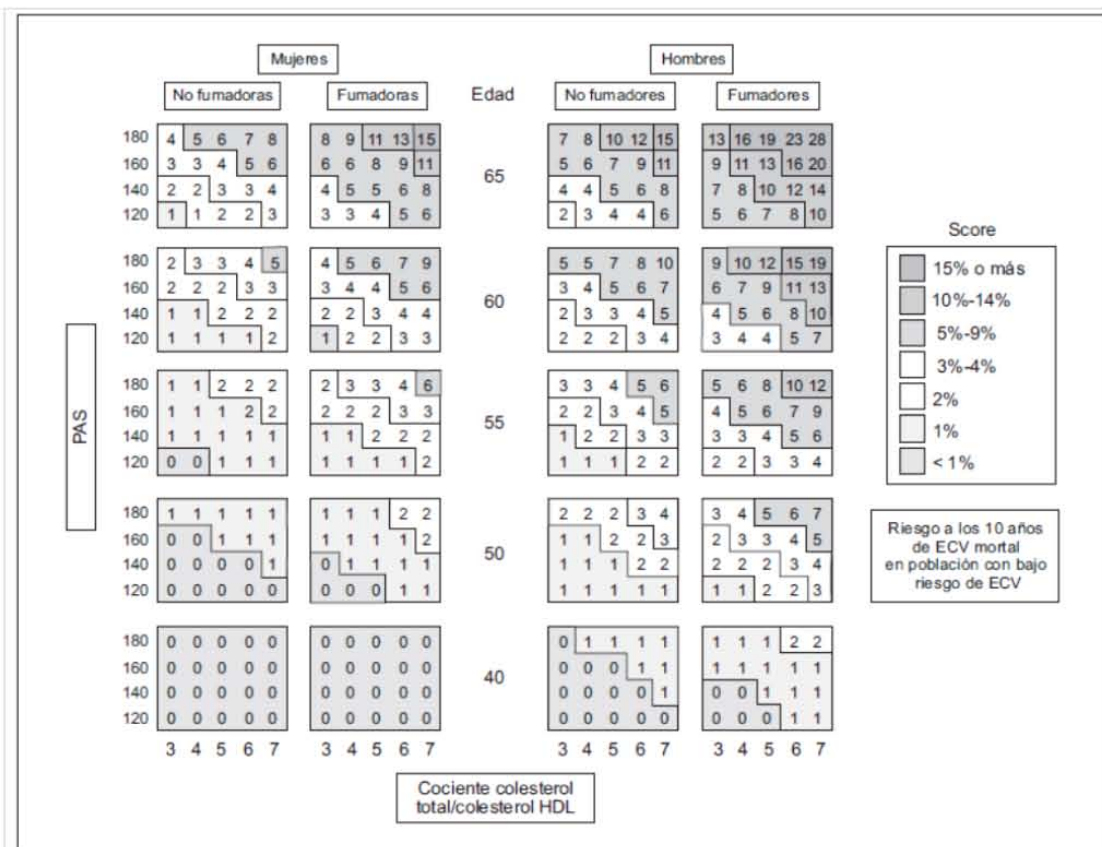 Mujeres Hombres
No fumadoras Fumadoras Edad No fumadores Fumadores
180 4 5 6 7 8 8 9 11 13 15 7 8 10 12 15 13 16 19 23 28
160 3 3 4 5 6 6 6 8 9 11 5 6 7 9 11 9 11 13 16 20
65
140 2 2 3 3 4 4 5 5 6 8 4 4 5 6 8 7 8 10 12 14
120 1 1 2 2 3 3 3 4 5 6 2 3 4 4 6 5 6 7 8 10
180 2 3 3 4 5 4 5 6 7 9 5 5 7 8 10 9 10 12 15 19
160 2 2 2 3 3 3 4 4 5 6 3 4 5 6 7 6 7 9 11 13
60
140 1 1 2 2 2 2 2 3 4 4 2 3 3 4 5 4 5 6 8 10
120 1 1 1 1 2 1 2 2 3 3 2 2 2 3 4 3 4 4 5 7
180 1 1 2 2 2 2 3 3 4 6 3 3 4 5 6 5 6 8 10 12
160 1 1 1 2 2 2 2 2 3 3 2 2 3 4 5 4 5 6 7 9
55
140 1 1 1 1 1 1 1 2 2 2 1 2 2 3 3 3 3 4 5 6
120 0 0 1 1 1 1 1 1 1 2 1 1 1 2 2 2 2 3 3 4
180 1 1 1 1 1 1 1 1 2 2 2 2 2 3 4 3 4 5 6 7
160 0 0 1 1 1 1 1 1 1 2 1 1 2 2 3 2 3 3 4 5
50
140 0 0 0 0 1 0 1 1 1 1 1 1 1 2 2 2 2 2 3 4
120 0 0 0 0 0 0 0 0 1 1 1 1 1 1 1 1 1 2 2 3
180 0 0 0 0 0 0 0 0 0 0 0 1 1 1 1 1 1 1 2 2
160 0 0 0 0 0 0 0 0 0 0 0 0 0 1 1 1 1 1 1 1
40
140 0 0 0 0 0 0 0 0 0 0 0 0 0 0 1 0 0 1 1 1
120 0 0 0 0 0 0 0 0 0 0 0 0 0 0 0 0 0 0 1 1
3 4 5 6 7 3 4 5 6 7 3 4 5 6 7 3 4 5 6 7
PAS
Cociente colesterol
total/colesterol HDL
Score
15% o más
10%-14%
5%-9%
3%-4%
2%
1%
< 1%
Riesgo a los 10 años
de ECV mortal
en población con bajo
riesgo de ECV